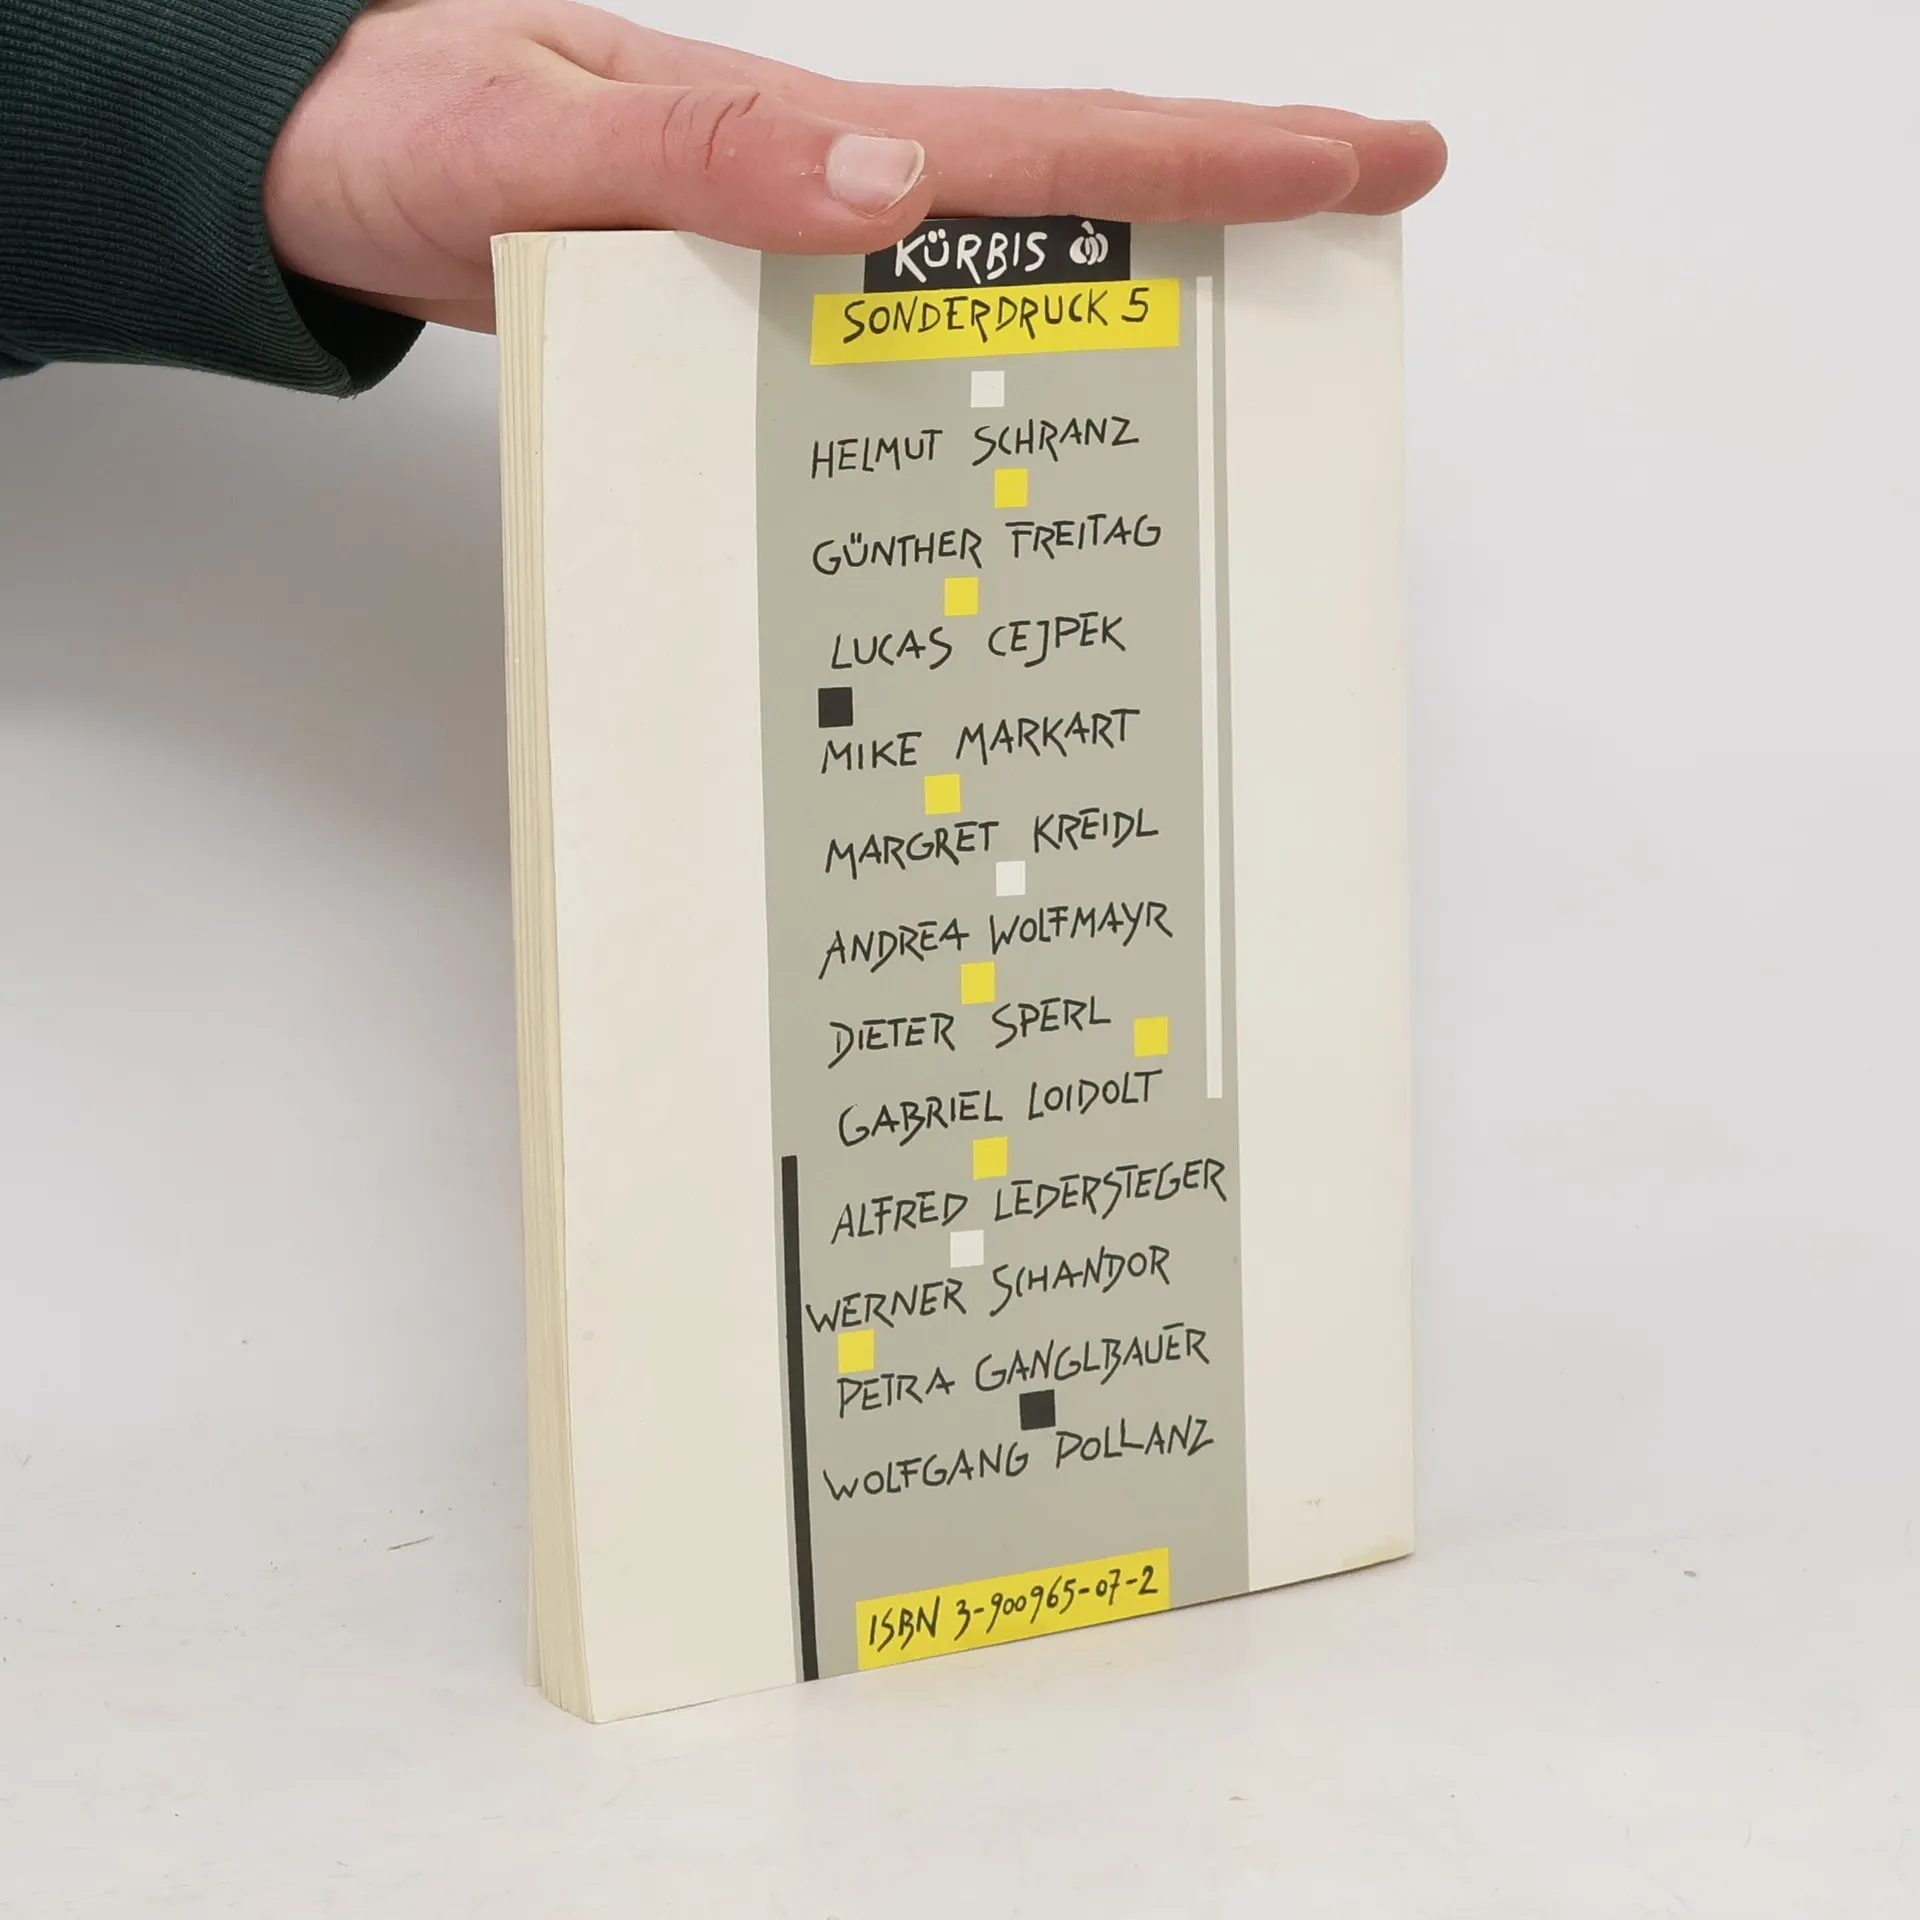 KÜRBIS
SONDERDRUCK 5
HELMUT SCHRANZ
GÜNTHER FREITAG
LUCAS CEJPEK
MIKE MARKART
MARGRET KREIDL
ANDREA WOLFMAYR
DIETER SPERL
GABRIEL LOIDOLT
ALFRED LEDERSTEGER
WERNER SCHANDOR
PETRA GANGLBAUER
WOLFGANG POLLANZ
ISBN 3-900965-07-2